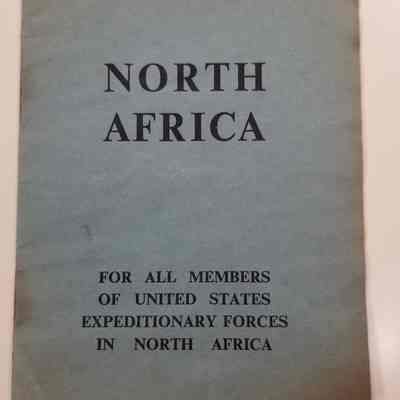 NORTH
AFRICA
FOR ALL MEMBERS
OF UNITED STATES
EXPEDITIONARY FORCES
IN NORTH AFRICA